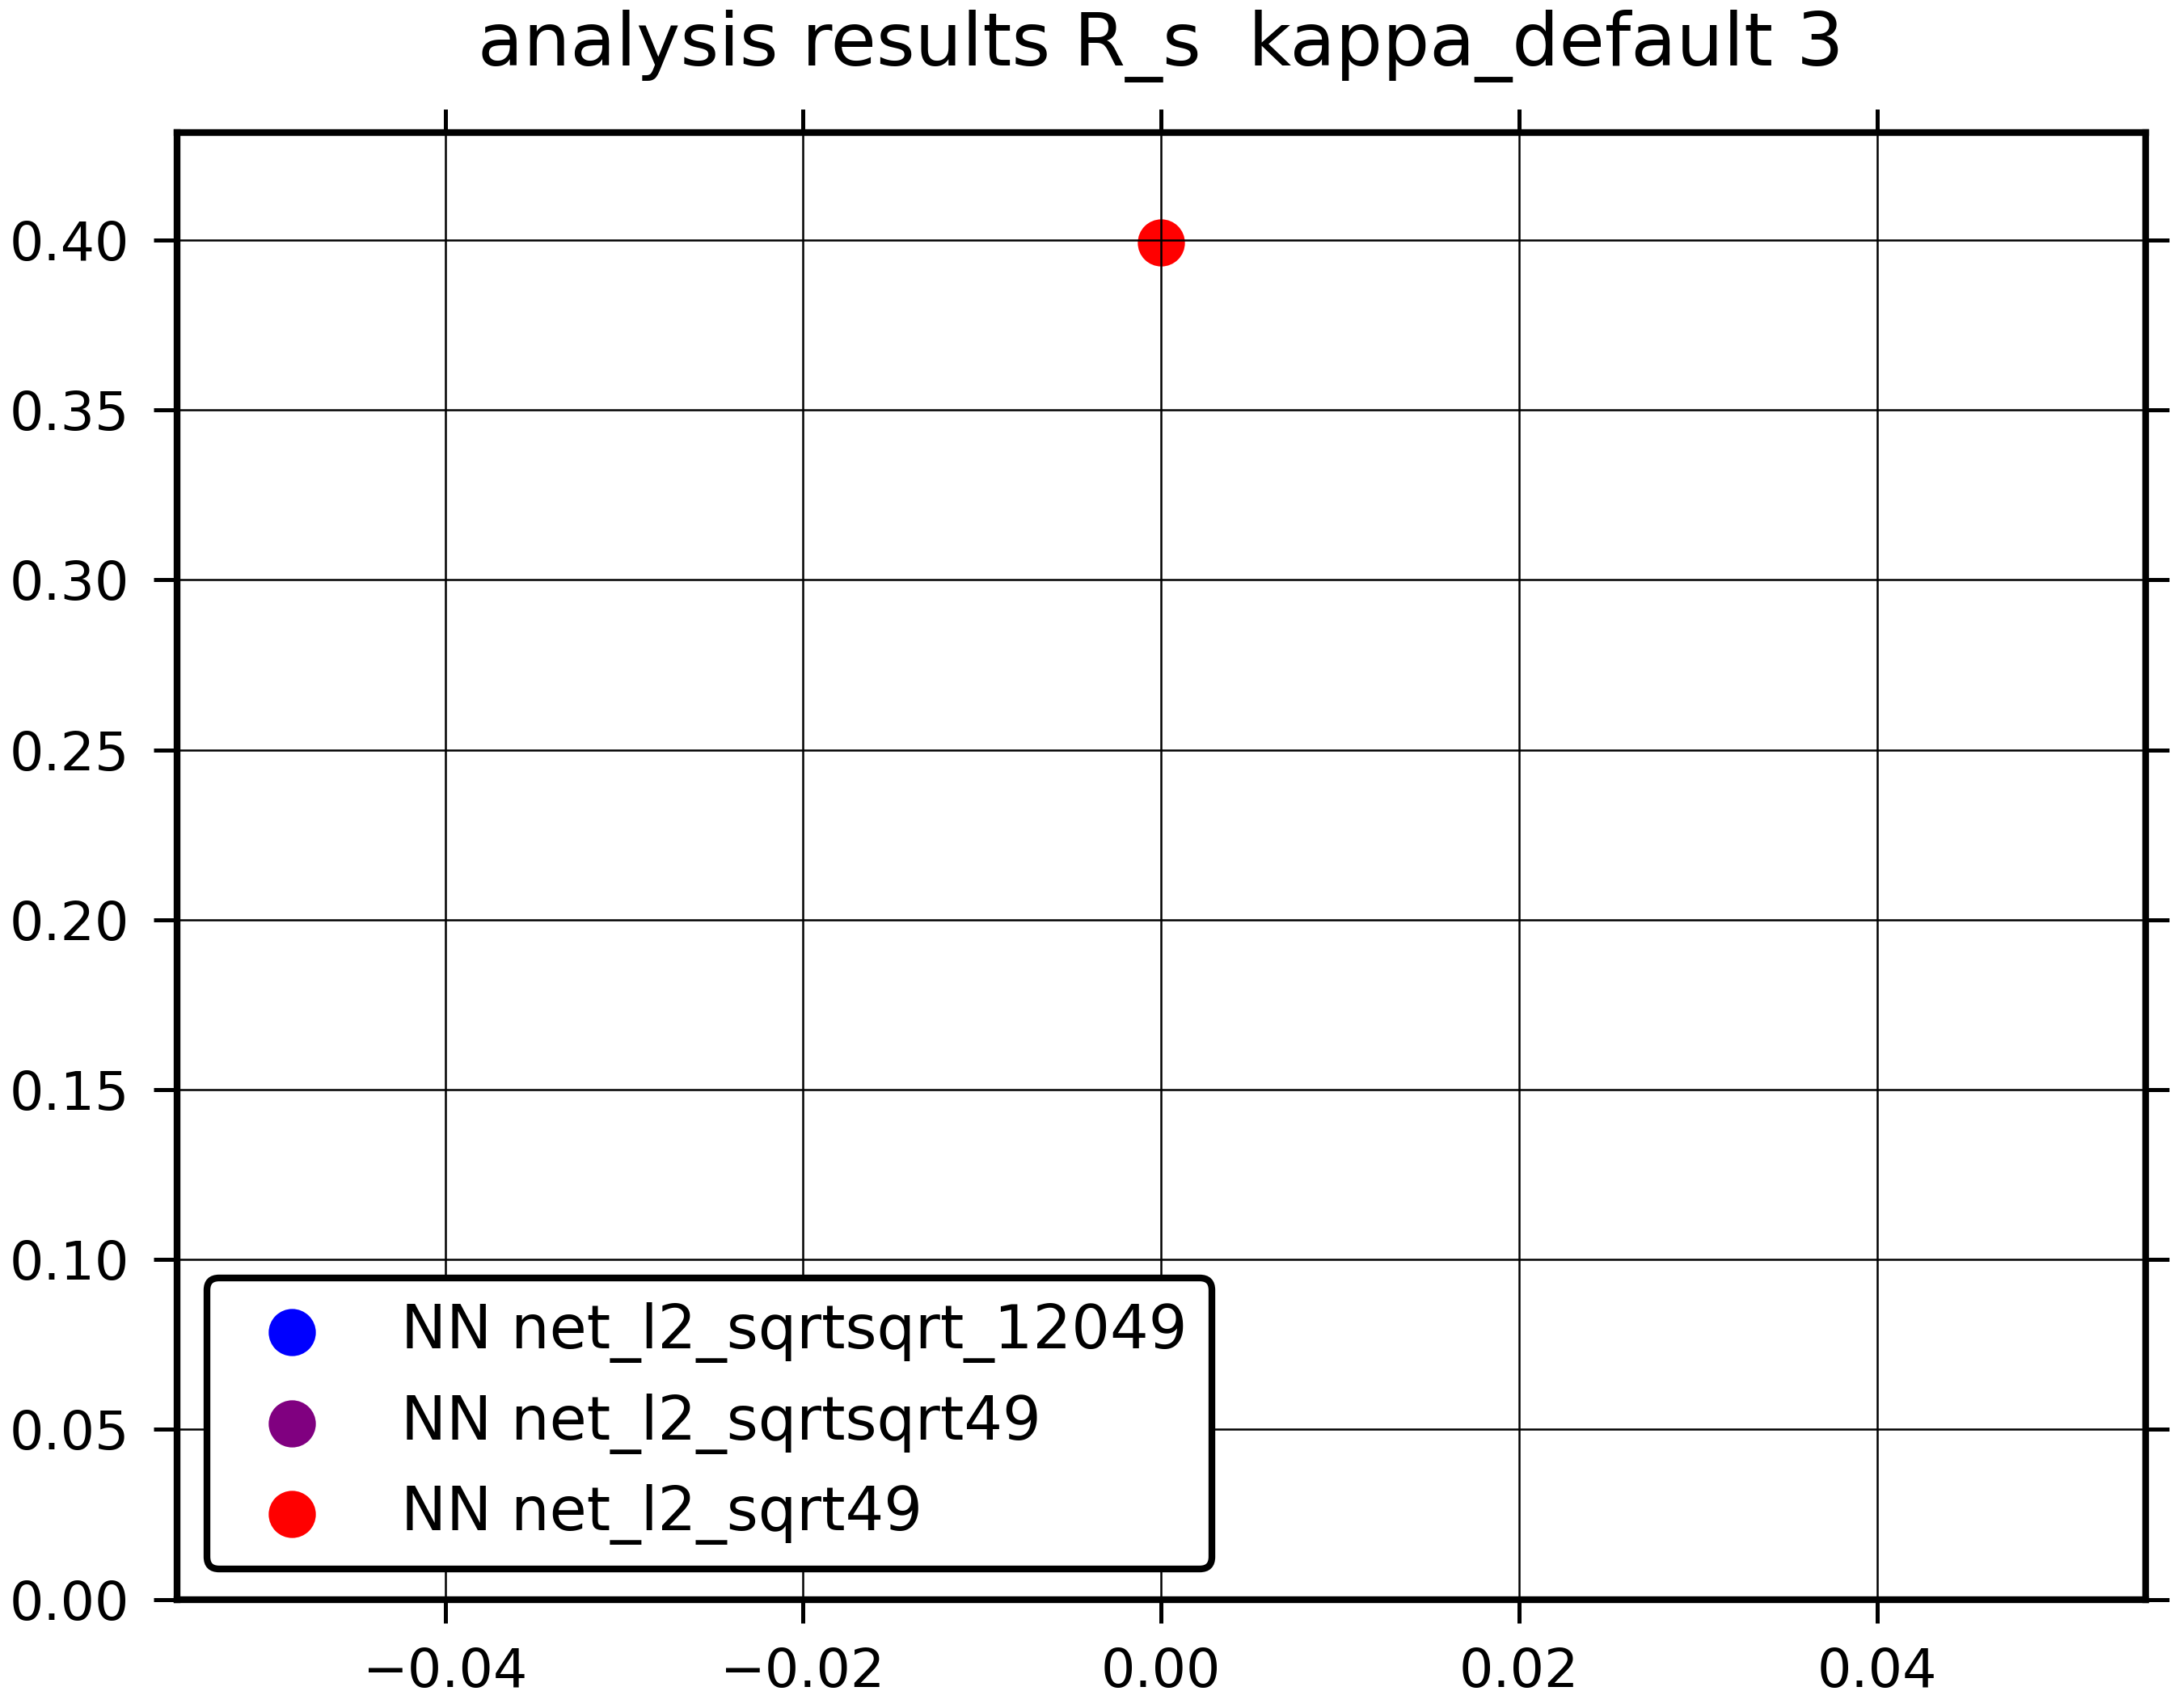 analysis results R_s  kappa_default 3
0.40
0.35
0.30
0.25
0.20
0.15
0.10
0.05
0.00
NN net_l2_sqrtsqrt_12049
NN net_l2_sqrtsqrt49
NN net_l2_sqrt49
−0.04 −0.02 0.00 0.02 0.04